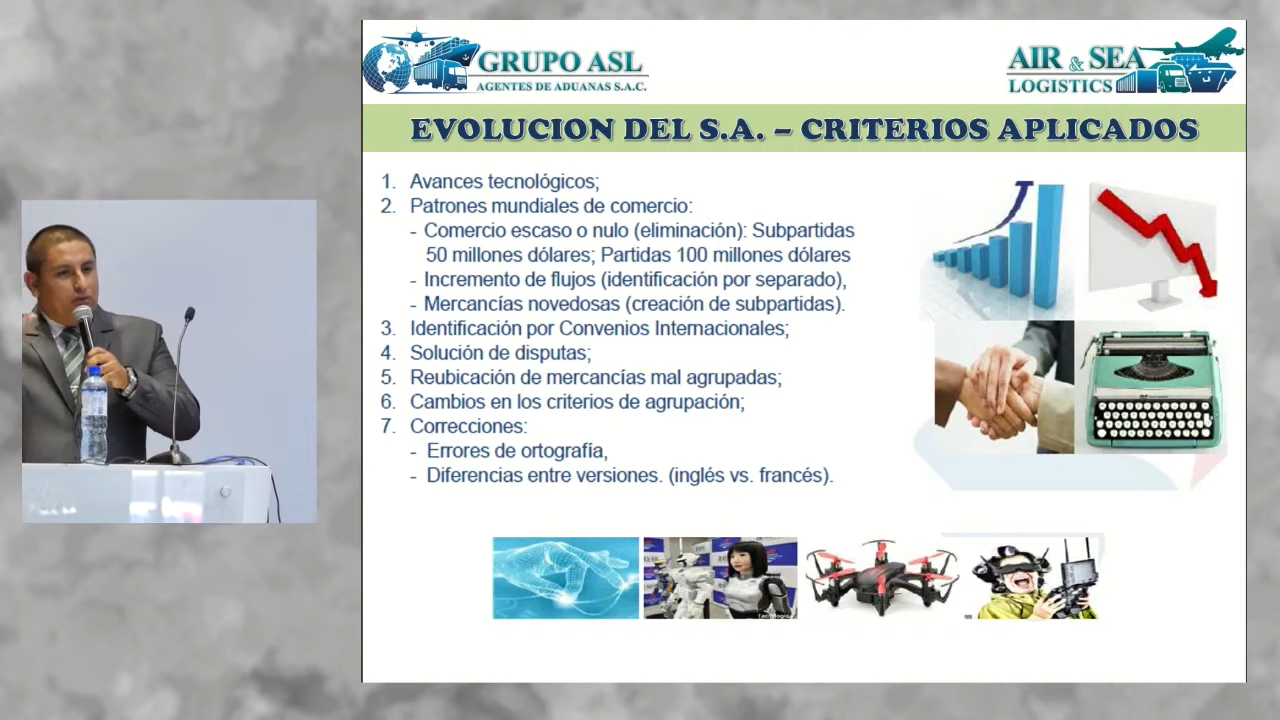 GRUPO ASL
AGENTES DE ADUANAS S.A.C.
AIR & SEA
LOGISTICS
EVOLUCION DEL S.A. – CRITERIOS APLICADOS
1. Avances tecnológicos;
2. Patrones mundiales de comercio:
- Comercio escaso o nulo (eliminación): Subpartidas
50 millones dólares; Partidas 100 millones dólares
- Incremento de flujos (identificación por separado),
- Mercancías novedosas (creación de subpartidas).
3. Identificación por Convenios Internacionales;
4. Solución de disputas;
5. Reubicación de mercancías mal agrupadas;
6. Cambios en los criterios de agrupación;
7. Correcciones:
- Errores de ortografía,
- Diferencias entre versiones. (inglés vs. francés).